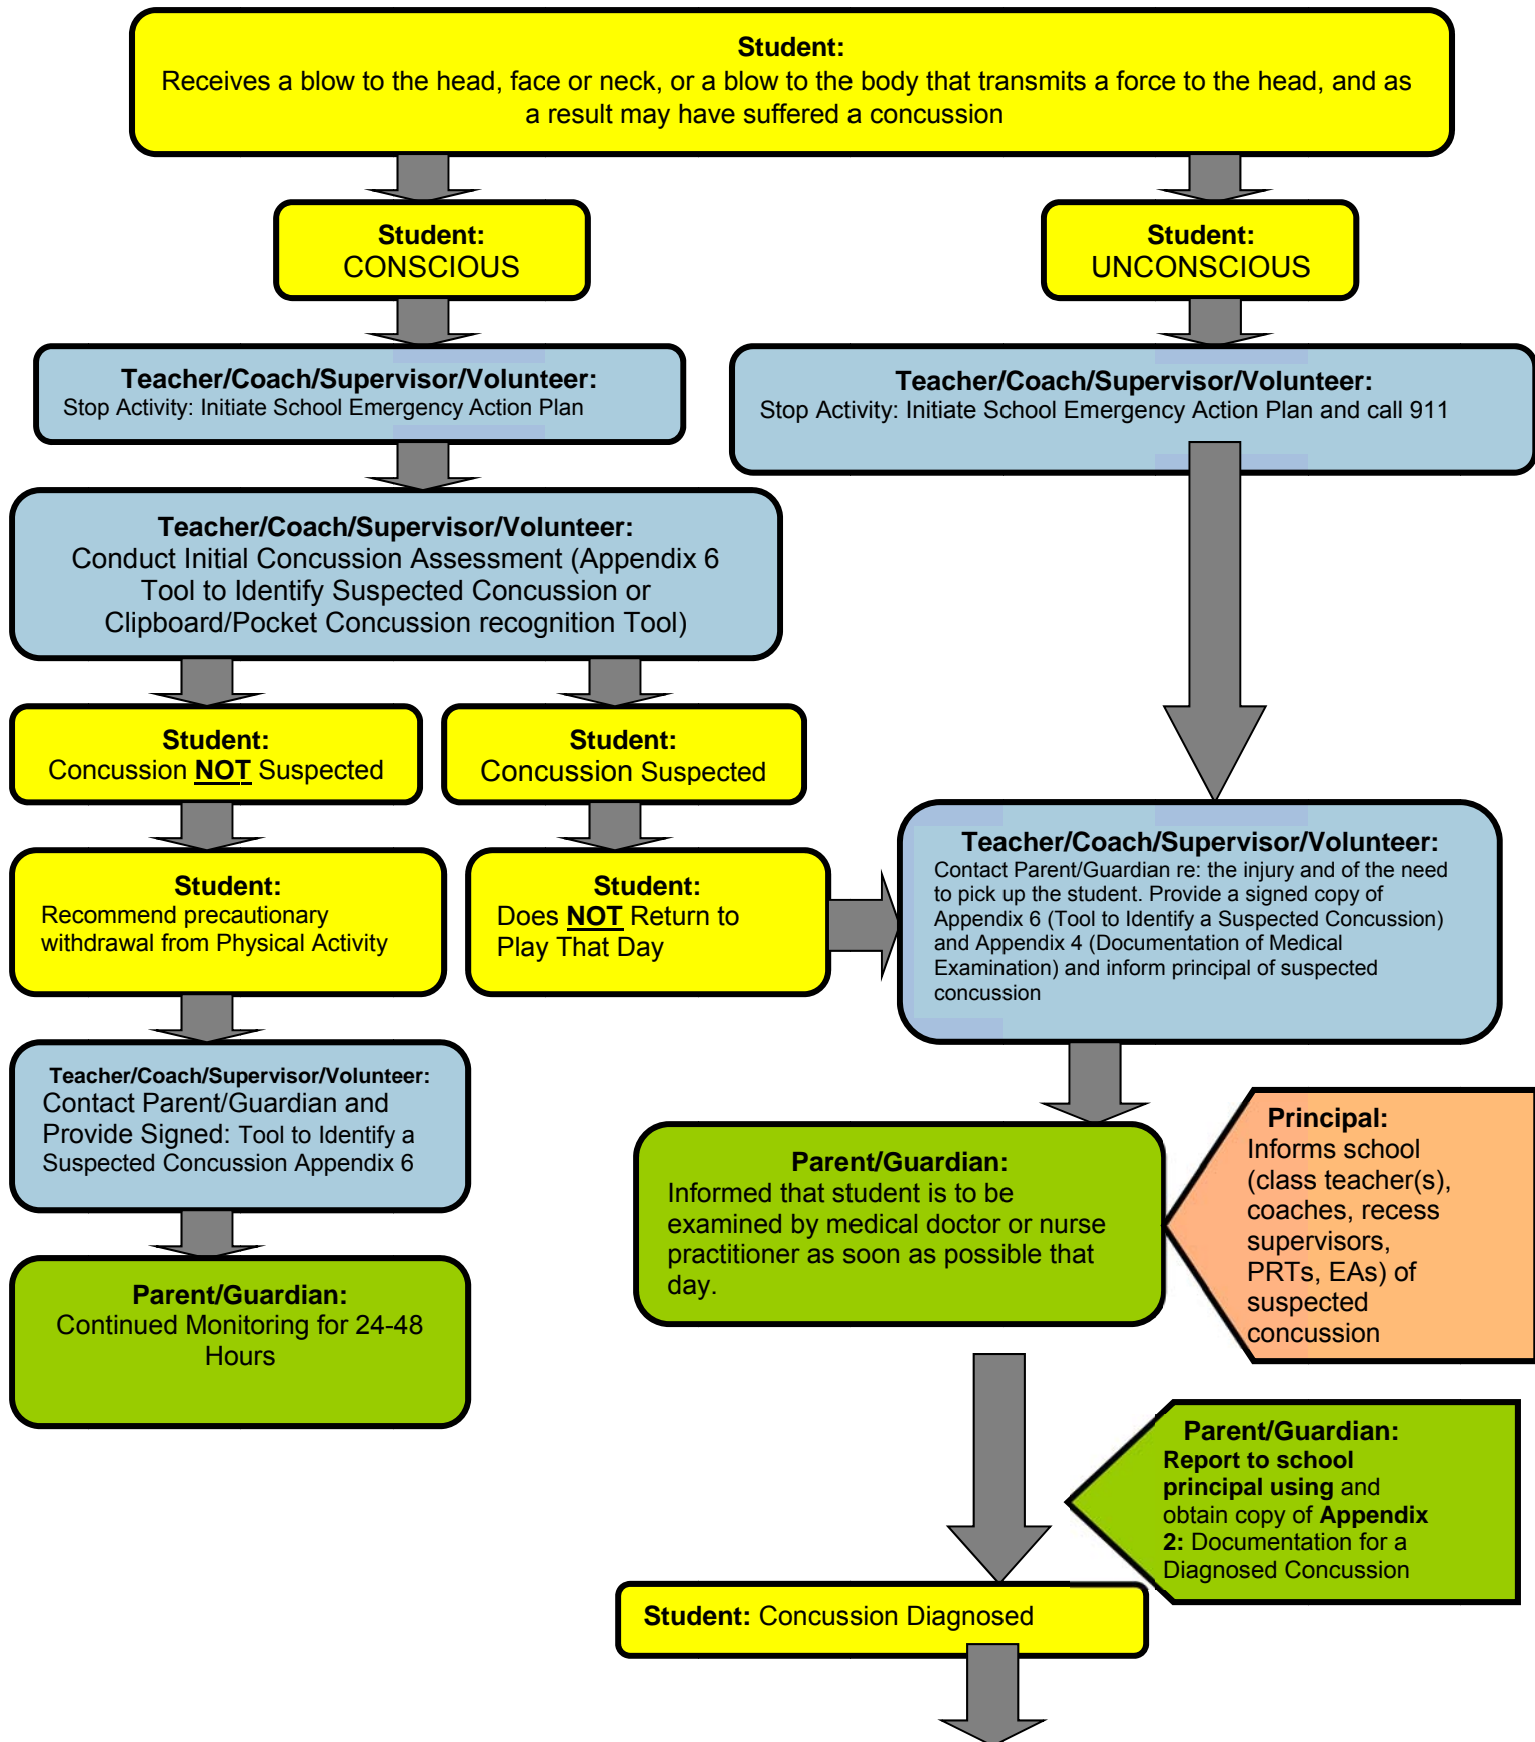 Student:
Receives a blow to the head, face or neck, or a blow to the body that transmits a force to the head, and as
a result may have suffered a concussion
Student:
CONSCIOUS
Student:
UNCONSCIOUS
Teacher/Coach/Supervisor/Volunteer:
Stop Activity: Initiate School Emergency Action Plan
Teacher/Coach/Supervisor/Volunteer:
Stop Activity: Initiate School Emergency Action Plan and call 911
Teacher/Coach/Supervisor/Volunteer:
Conduct Initial Concussion Assessment (Appendix 6
Tool to Identify Suspected Concussion or
Clipboard/Pocket Concussion recognition Tool)
Student:
Concussion NOT Suspected
Student:
Concussion Suspected
Student:
Recommend precautionary
withdrawal from Physical Activity
Student:
Does NOT Return to
Play That Day
Teacher/Coach/Supervisor/Volunteer:
Contact Parent/Guardian re: the injury and of the need
to pick up the student. Provide a signed copy of
Appendix 6 (Tool to Identify a Suspected Concussion)
and Appendix 4 (Documentation of Medical
Examination) and inform principal of suspected
concussion
Teacher/Coach/Supervisor/Volunteer:
Contact Parent/Guardian and
Provide Signed: Tool to Identify a
Suspected Concussion Appendix 6
Parent/Guardian:
Informed that student is to be
examined by medical doctor or nurse
practitioner as soon as possible that
day.
Principal:
Informs school
(class teacher(s),
coaches, recess
supervisors,
PRTs, EAs) of
suspected
concussion
Parent/Guardian:
Continued Monitoring for 24-48
Hours
Parent/Guardian:
Report to school
principal using and
obtain copy of Appendix
2: Documentation for a
Diagnosed Concussion
Student: Concussion Diagnosed